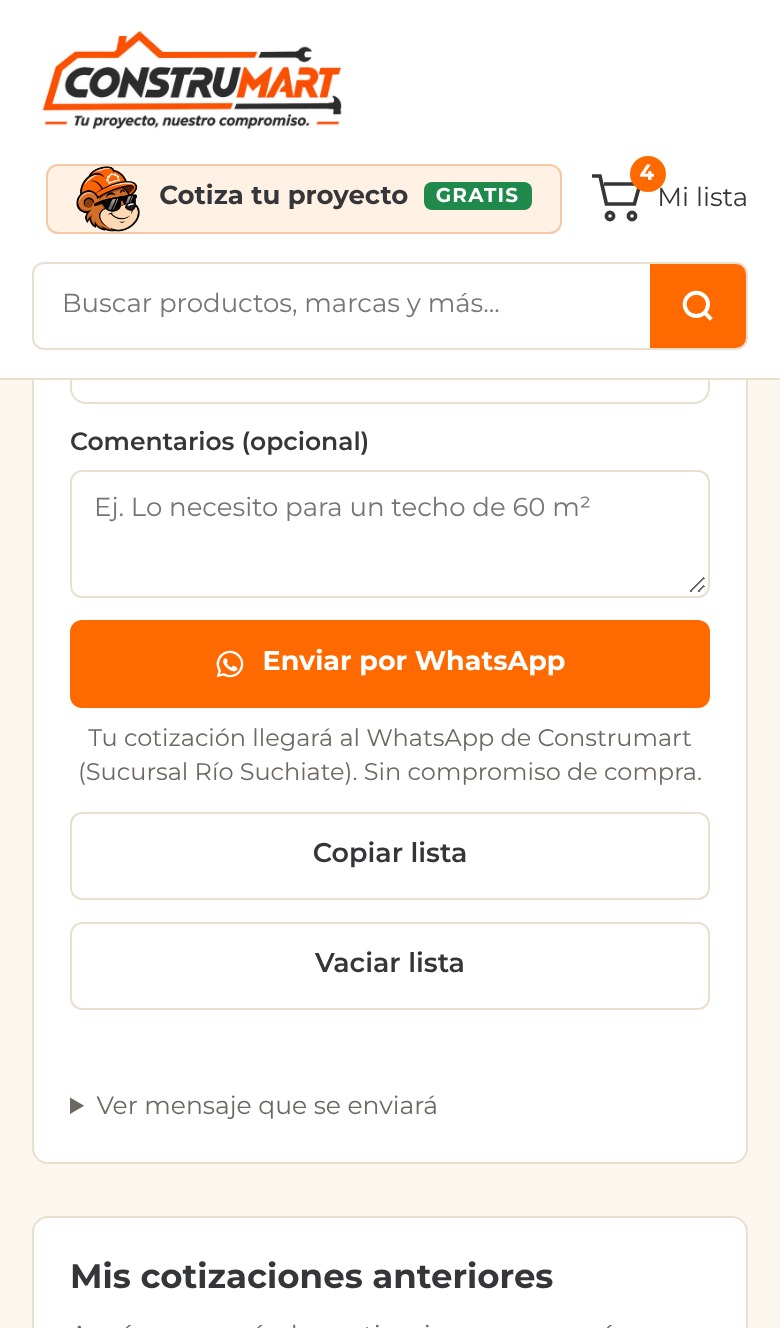 CONSTRUMART
Tu proyecto, nuestro compromiso.
Cotiza tu proyecto GRATIS
4
Mi lista
Buscar productos, marcas y más...
Comentarios (opcional)
Ej. Lo necesito para un techo de 60 m²
Enviar por WhatsApp
Tu cotización llegará al WhatsApp de Construmart
(Sucursal Río Suchiate). Sin compromiso de compra.
Copiar lista
Vaciar lista
Ver mensaje que se enviará
Mis cotizaciones anteriores